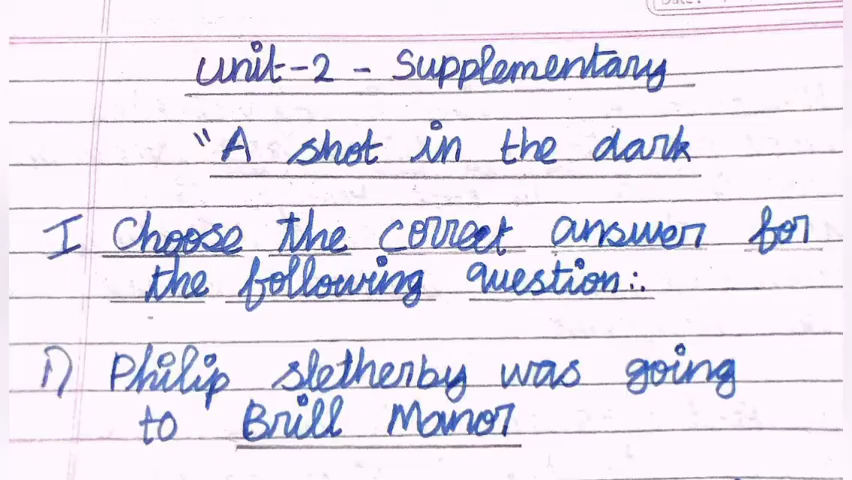 Unit-2 - Supplementary
"A shot in the dark
I Choose the correct answer for
the following question:.
1) Philip sletherby was going
to Brill Manor